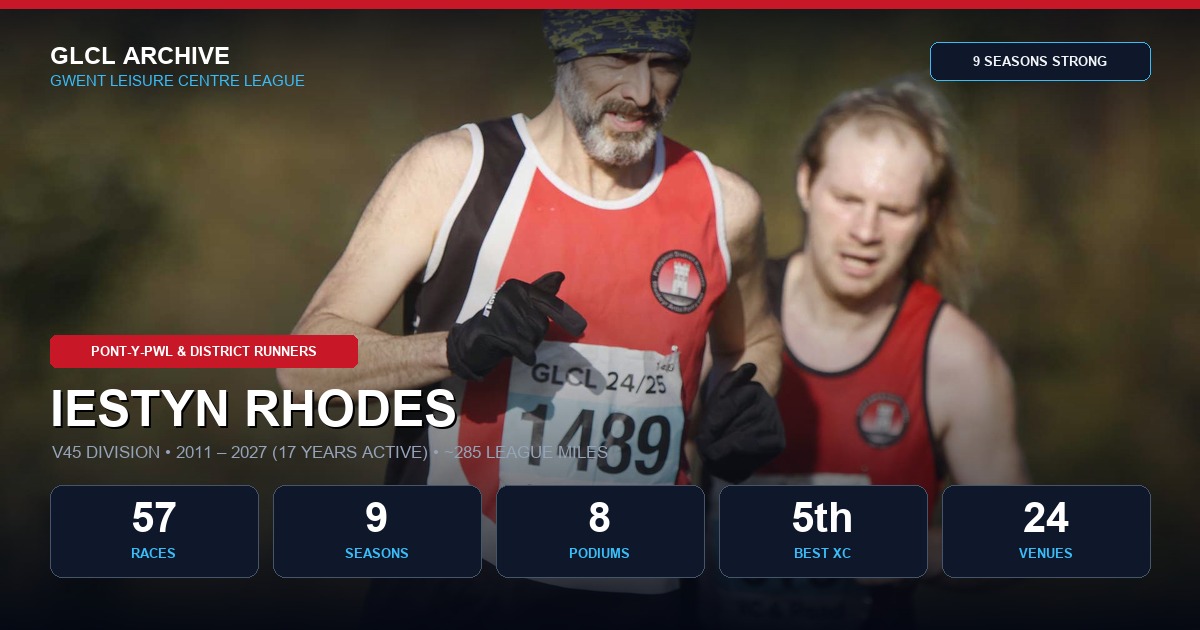 GLCL ARCHIVE
GWENT LEISURE CENTRE LEAGUE
9 SEASONS STRONG
GLCL 24/25
1489
PONT-Y-PWL & DISTRICT RUNNERS
IESTYN RHODES
V45 DIVISION • 2011 – 2027 (17 YEARS ACTIVE) • ~285 LEAGUE MILES
57
RACES
9
SEASONS
8
PODIUMS
5th
BEST XC
24
VENUES